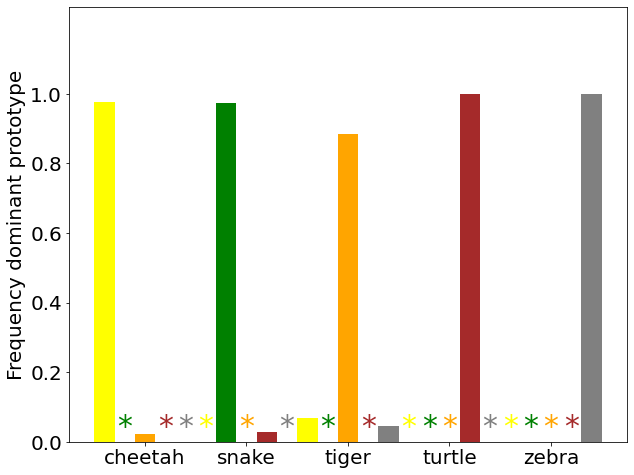 Frequency dominant prototype
1.0
0.8
0.6
0.4
0.2
0.0
* * * * * * * * * * * * * * * *
cheetah snake tiger turtle zebra